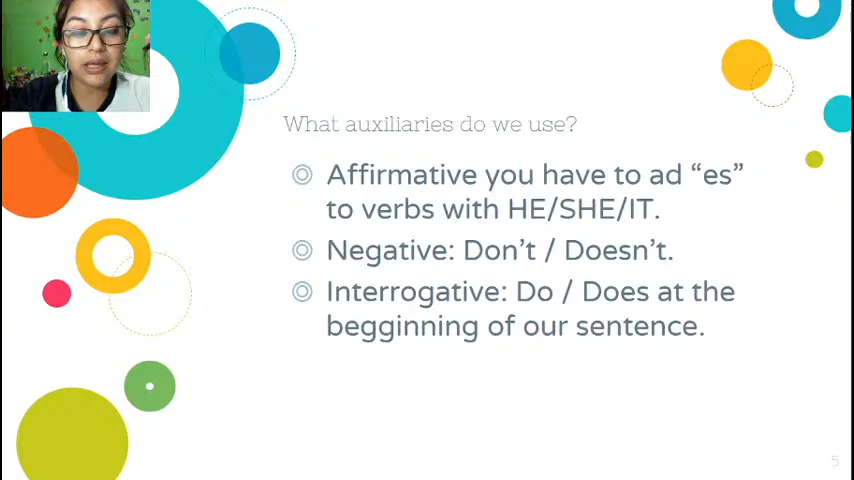 What auxiliaries do we use?
Affirmative you have to ad “es”
to verbs with HE/SHE/IT.
Negative: Don’t / Doesn’t.
Interrogative: Do / Does at the
begginning of our sentence.
5